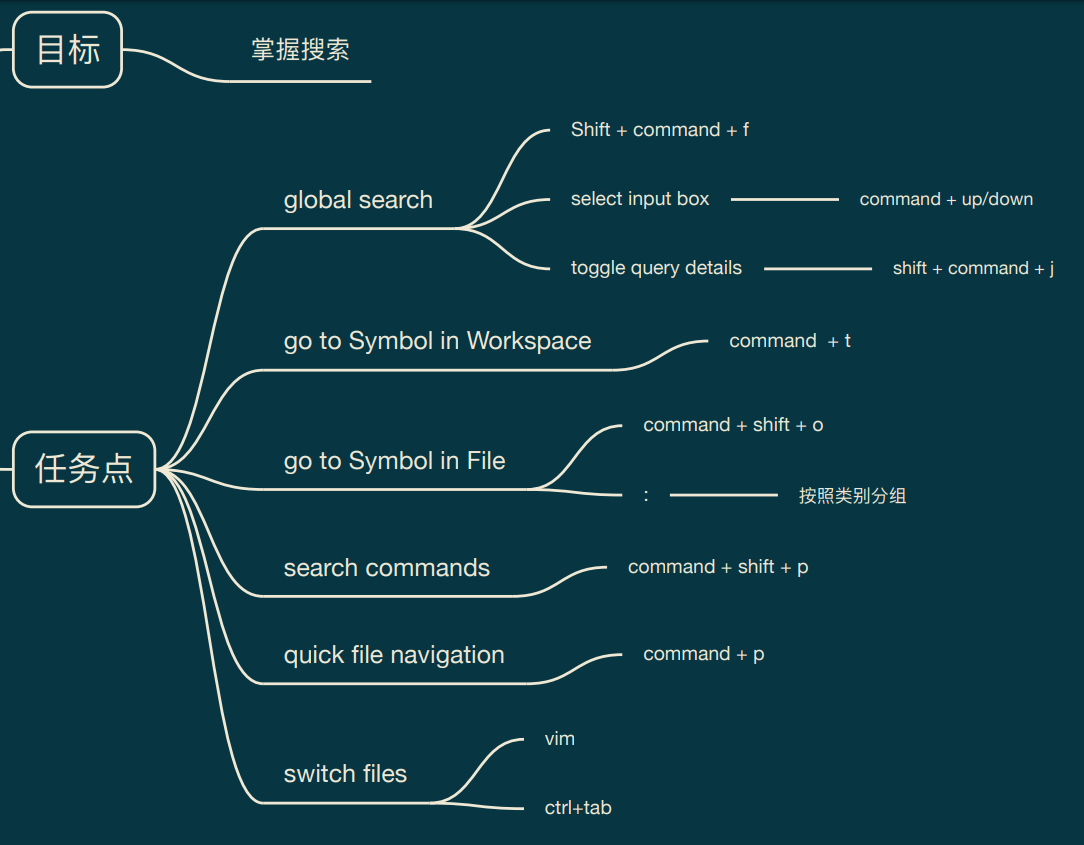 目标
掌握搜索
global search
Shift + command + f
select input box
command + up/down
toggle query details
shift + command + j
go to Symbol in Workspace
command + t
任务点
go to Symbol in File
command + shift + o
:
按照类别分组
search commands
command + shift + p
quick file navigation
command + p
switch files
vim
ctrl+tab